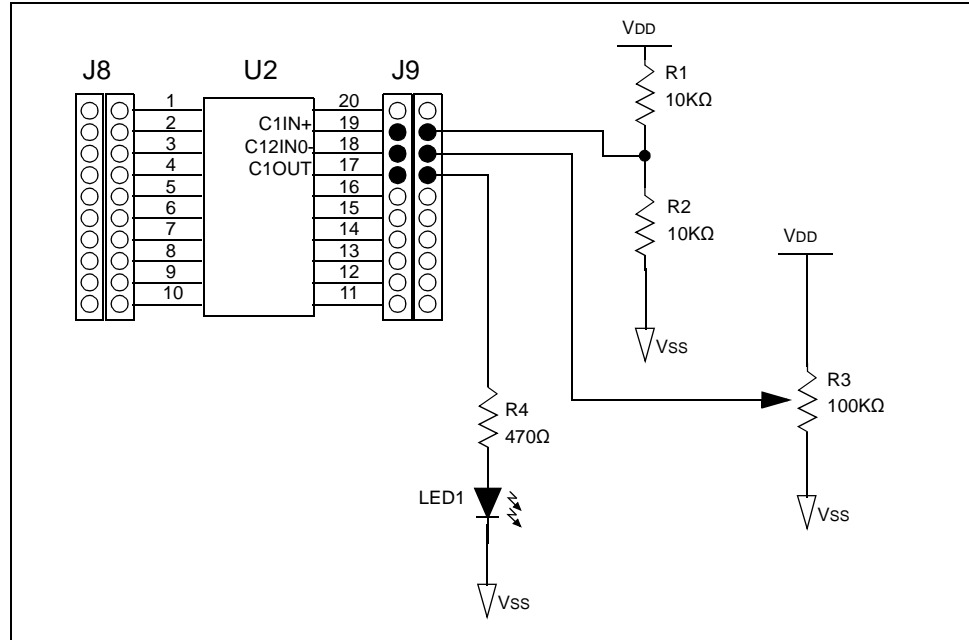 J8
U2
J9
1
2
3
4
5
6
7
8
9
10
C1IN+
C12IN0-
C1OUT
20
19
18
17
16
15
14
13
12
11
VDD
R1
10KΩ
R2
10KΩ
VSS
VDD
R3
100KΩ
VSS
R4
470Ω
LED1
VSS